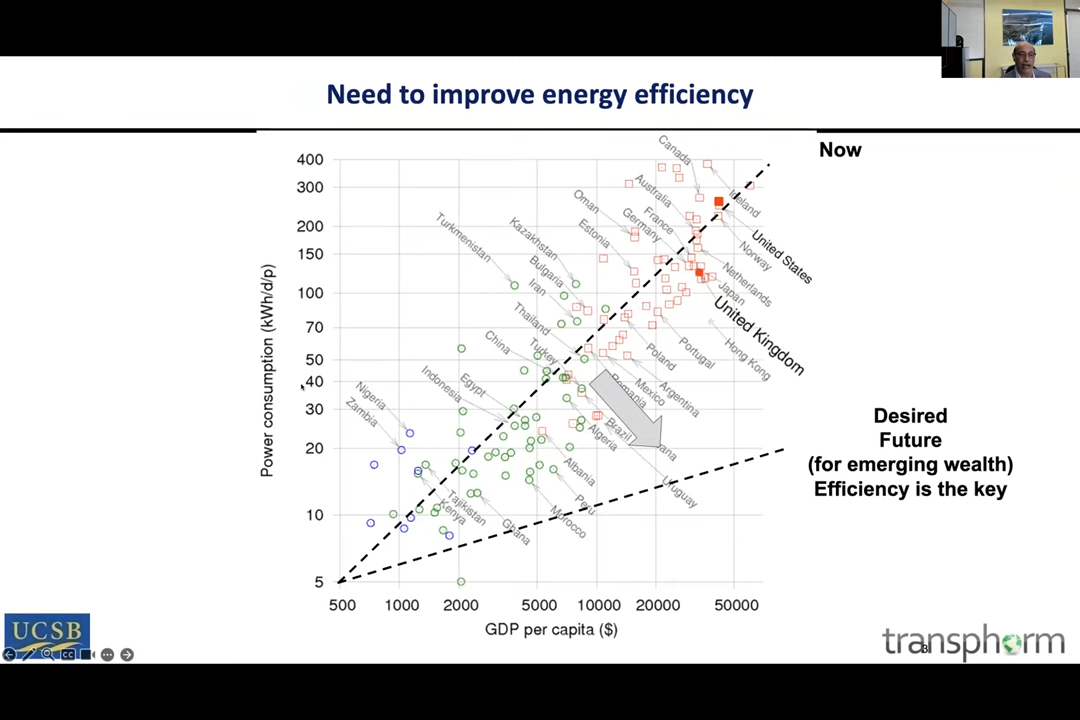 Need to improve energy efficiency
Now
Power consumption (kWh/d/p)
400
300
200
150
100
70
50
40
30
20
10
5
500
1000
2000
5000
10000
20000
50000
GDP per capita ($)
Canada
Australia
Ireland
Oman
Germany
France
United States
Norway
Turkmenistan
Kazakhstan
Estonia
Netherlands
Bulgaria
Japan
Iran
United Kingdom
Thailand
Hong Kong
China
Turkey
Poland
Portugal
Indonesia
Egypt
Romania
Mexico
Argentina
Nigeria
Zambia
Brazil
Algeria
Albania
Uruguay
Tajikistan
Kenya
Peru
Ghana
Morocco
Desired
Future
(for emerging wealth)
Efficiency is the key
UCSB
transphorm
3